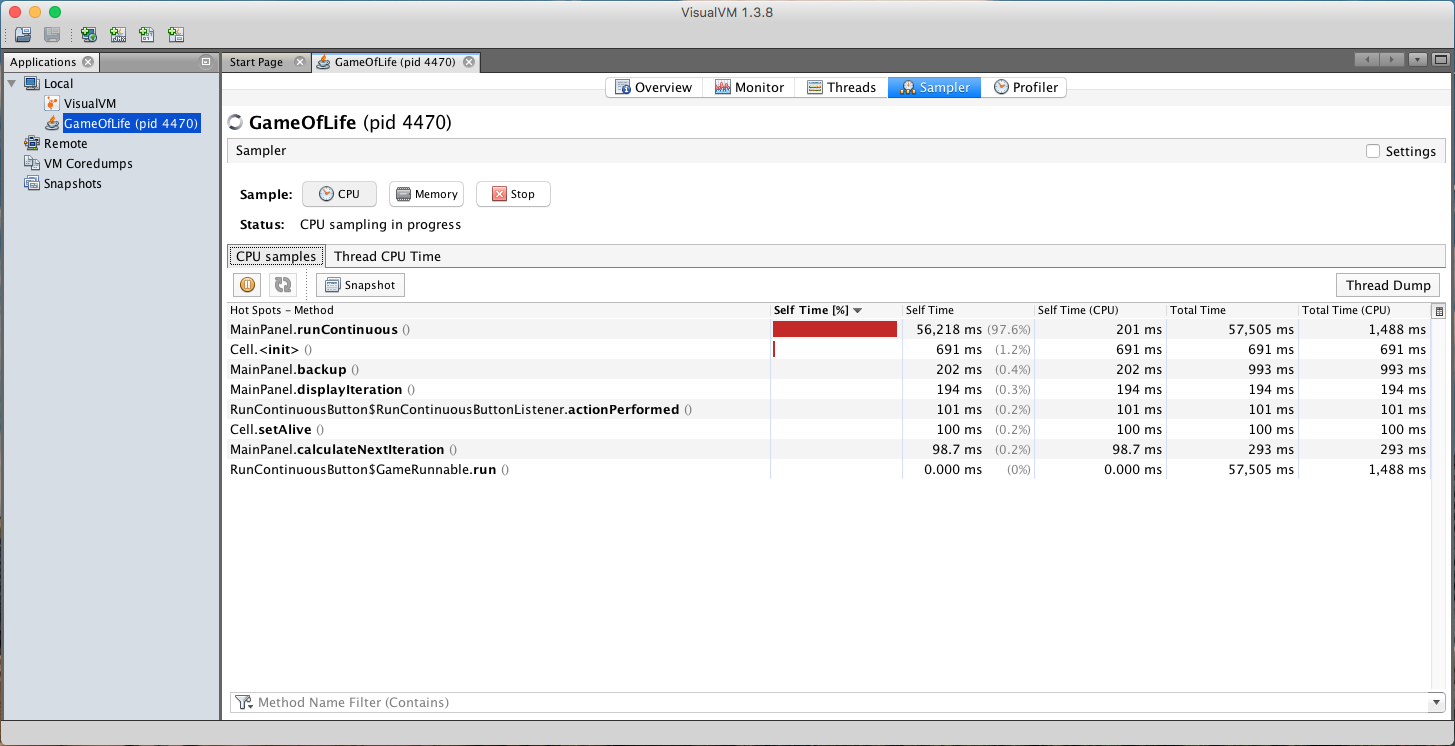 VisualVM 1.3.8
Applications
Start Page
GameOfLife (pid 4470)
Local
VisualVM
GameOfLife (pid 4470)
Remote
VM Coredumps
Snapshots
Overview Monitor Threads Sampler Profiler
GameOfLife (pid 4470)
Sampler Settings
Sample: CPU Memory Stop
Status: CPU sampling in progress
CPU samples Thread CPU Time
Snapshot Thread Dump
Hot Spots – Method Self Time [%] Self Time Self Time (CPU) Total Time Total Time (CPU)
MainPanel.runContinuous () 56,218 ms (97.6%) 201 ms 57,505 ms 1,488 ms
Cell.<init> () 691 ms (1.2%) 691 ms 691 ms 691 ms
MainPanel.backup () 202 ms (0.4%) 202 ms 993 ms 993 ms
MainPanel.displayIteration () 194 ms (0.3%) 194 ms 194 ms 194 ms
RunContinuousButton$RunContinuousButtonListener.actionPerformed () 101 ms (0.2%) 101 ms 101 ms 101 ms
Cell.setAlive () 100 ms (0.2%) 100 ms 100 ms 100 ms
MainPanel.calculateNextIteration () 98.7 ms (0.2%) 98.7 ms 293 ms 293 ms
RunContinuousButton$GameRunnable.run () 0.000 ms (0%) 0.000 ms 57,505 ms 1,488 ms
Method Name Filter (Contains)